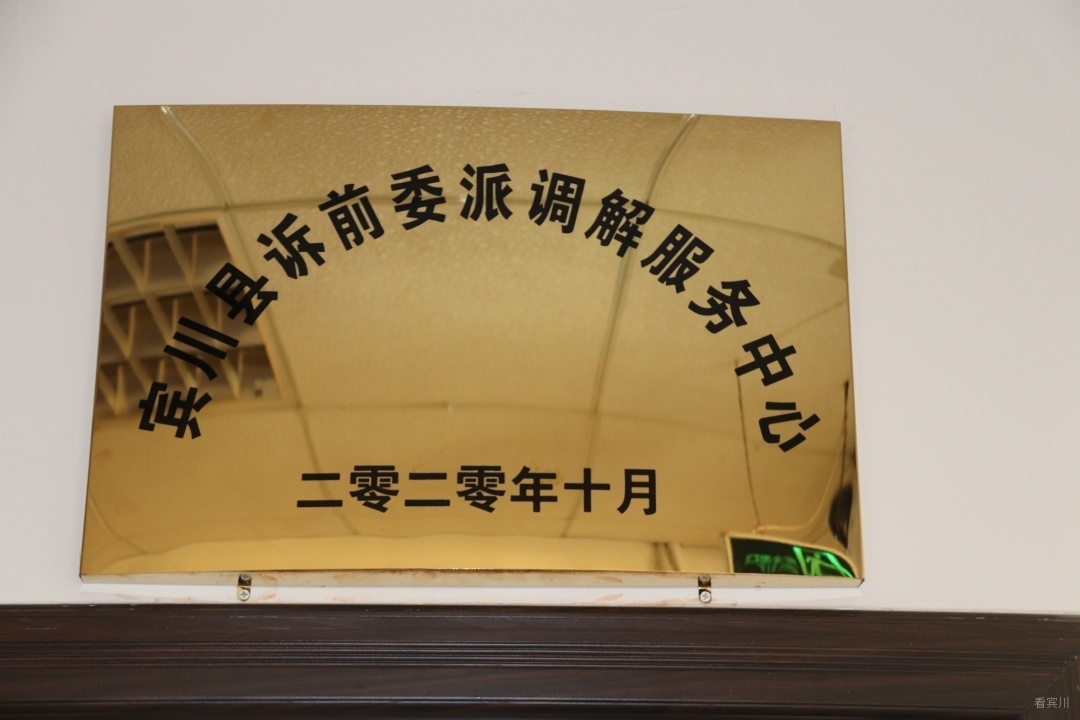 宾川县诉前委派调解服务中心
二零二零年十月
看宾川